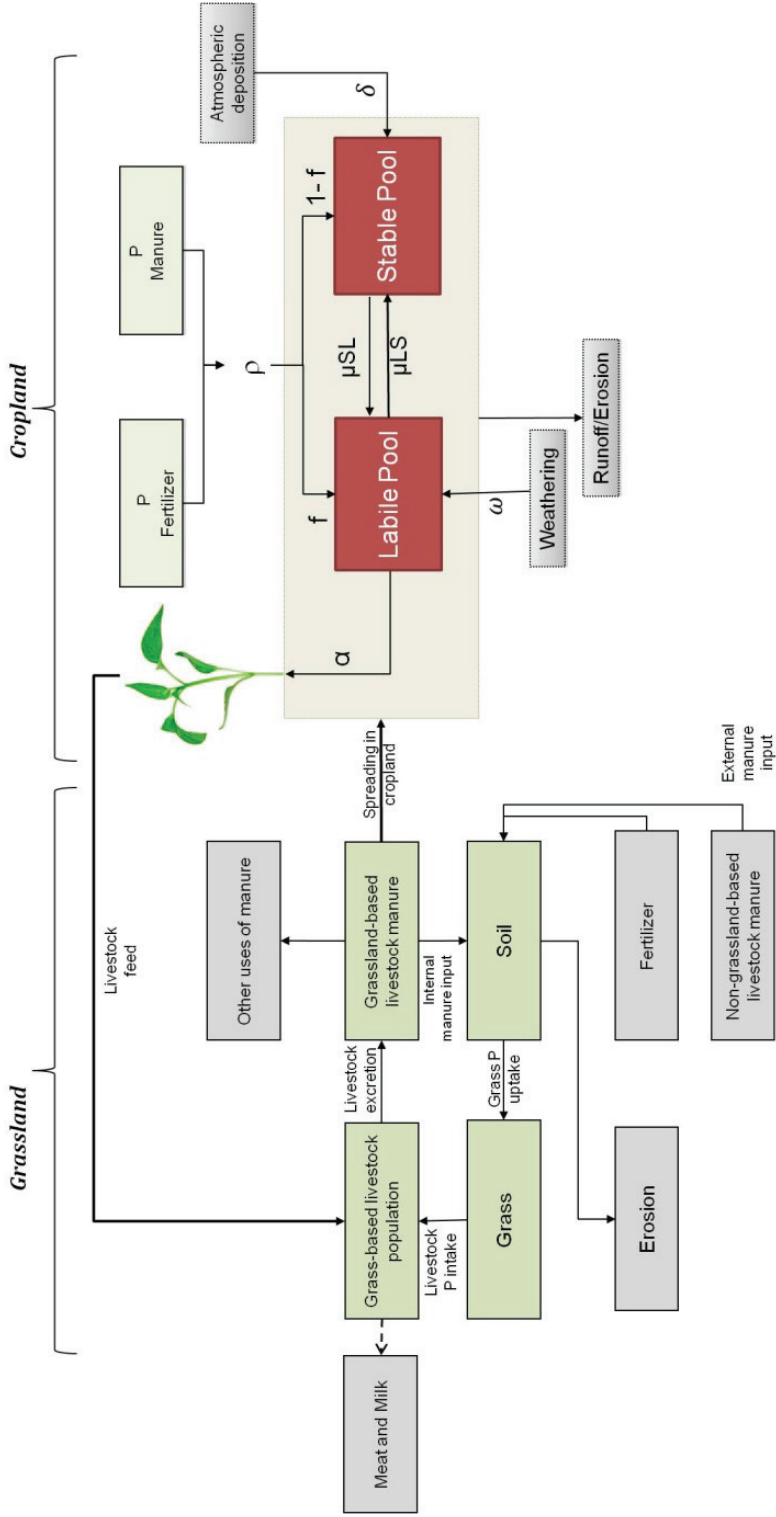 Grassland
Cropland
Livestock
feed
Meat and Milk
Grass-based livestock
population
Livestock
P intake
Grass
Erosion
Livestock
excretion
Grass P
uptake
Other uses of manure
Grassland-based
livestock manure
Internal
manure input
Soil
Fertilizer
Non-grassland-based
livestock manure
External
manure input
Spreading in
cropland
P
Fertilizer
P
Manure
ρ
f
1- f
α
Labile Pool
µSL
µLS
Stable Pool
Atmospheric
deposition
δ
ω
Weathering
Runoff/Erosion